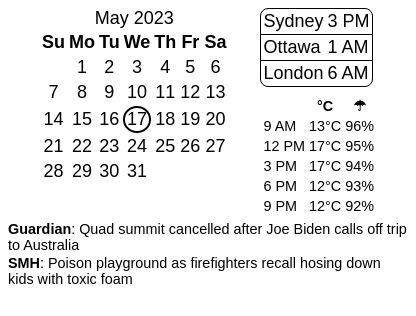 May 2023
Su Mo Tu We Th Fr Sa
1 2 3 4 5 6
7 8 9 10 11 12 13
14 15 16 17 18 19 20
21 22 23 24 25 26 27
28 29 30 31
Sydney 3 PM
Ottawa 1 AM
London 6 AM
°C ☂
9 AM 13°C 96%
12 PM 17°C 95%
3 PM 17°C 94%
6 PM 12°C 93%
9 PM 12°C 92%
Guardian: Quad summit cancelled after Joe Biden calls off trip
to Australia
SMH: Poison playground as firefighters recall hosing down
kids with toxic foam